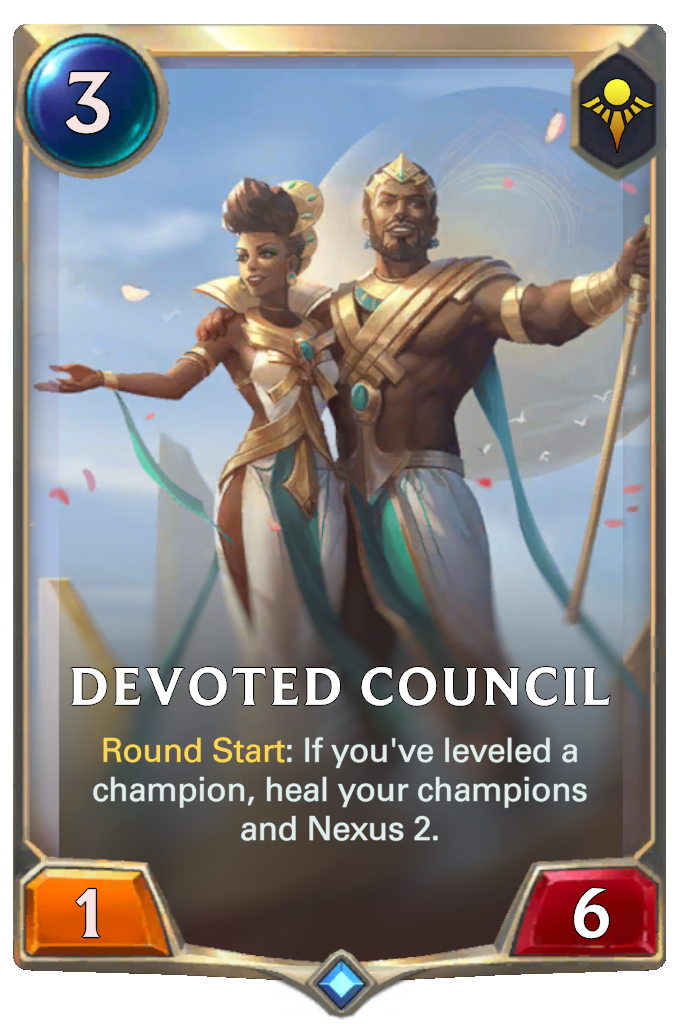 3
DEVOTED COUNCIL
Round Start: If you've leveled a
champion, heal your champions
and Nexus 2.
1
6